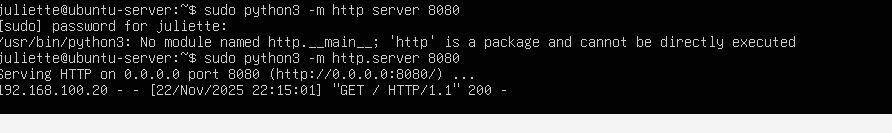 juliette@ubuntu-server:~$ sudo python3 -m http server 8080
[sudo] password for juliette:
/usr/bin/python3: No module named http.__main__; 'http' is a package and cannot be directly executed
juliette@ubuntu-server:~$ sudo python3 -m http.server 8080
Serving HTTP on 0.0.0.0 port 8080 (http://0.0.0.0:8080/) ...
192.168.100.20 - - [22/Nov/2025 22:15:01] "GET / HTTP/1.1" 200 -